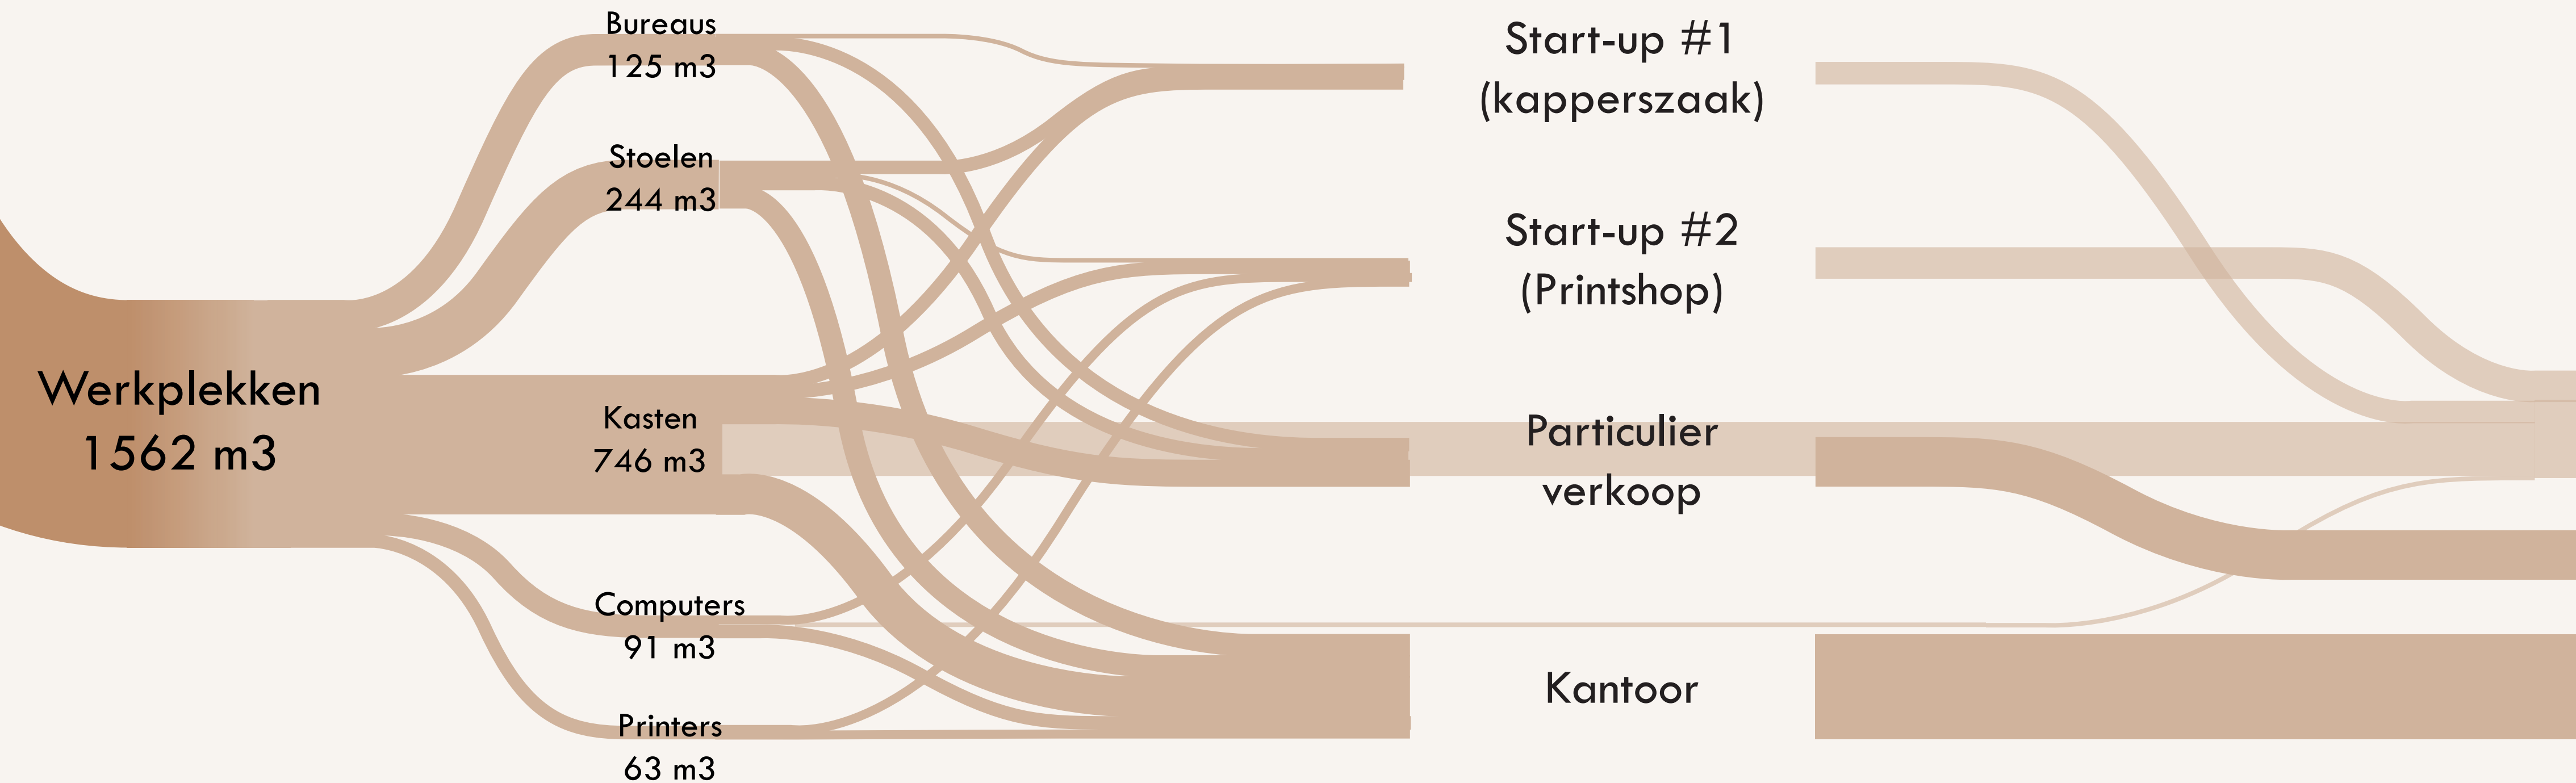 Werkplekken
1562 m3
Bureaus
125 m3
Stoelen
244 m3
Kasten
746 m3
Computers
91 m3
Printers
63 m3
Start-up #1
(kapperszaak)
Start-up #2
(Printshop)
Particulier
verkoop
Kantoor